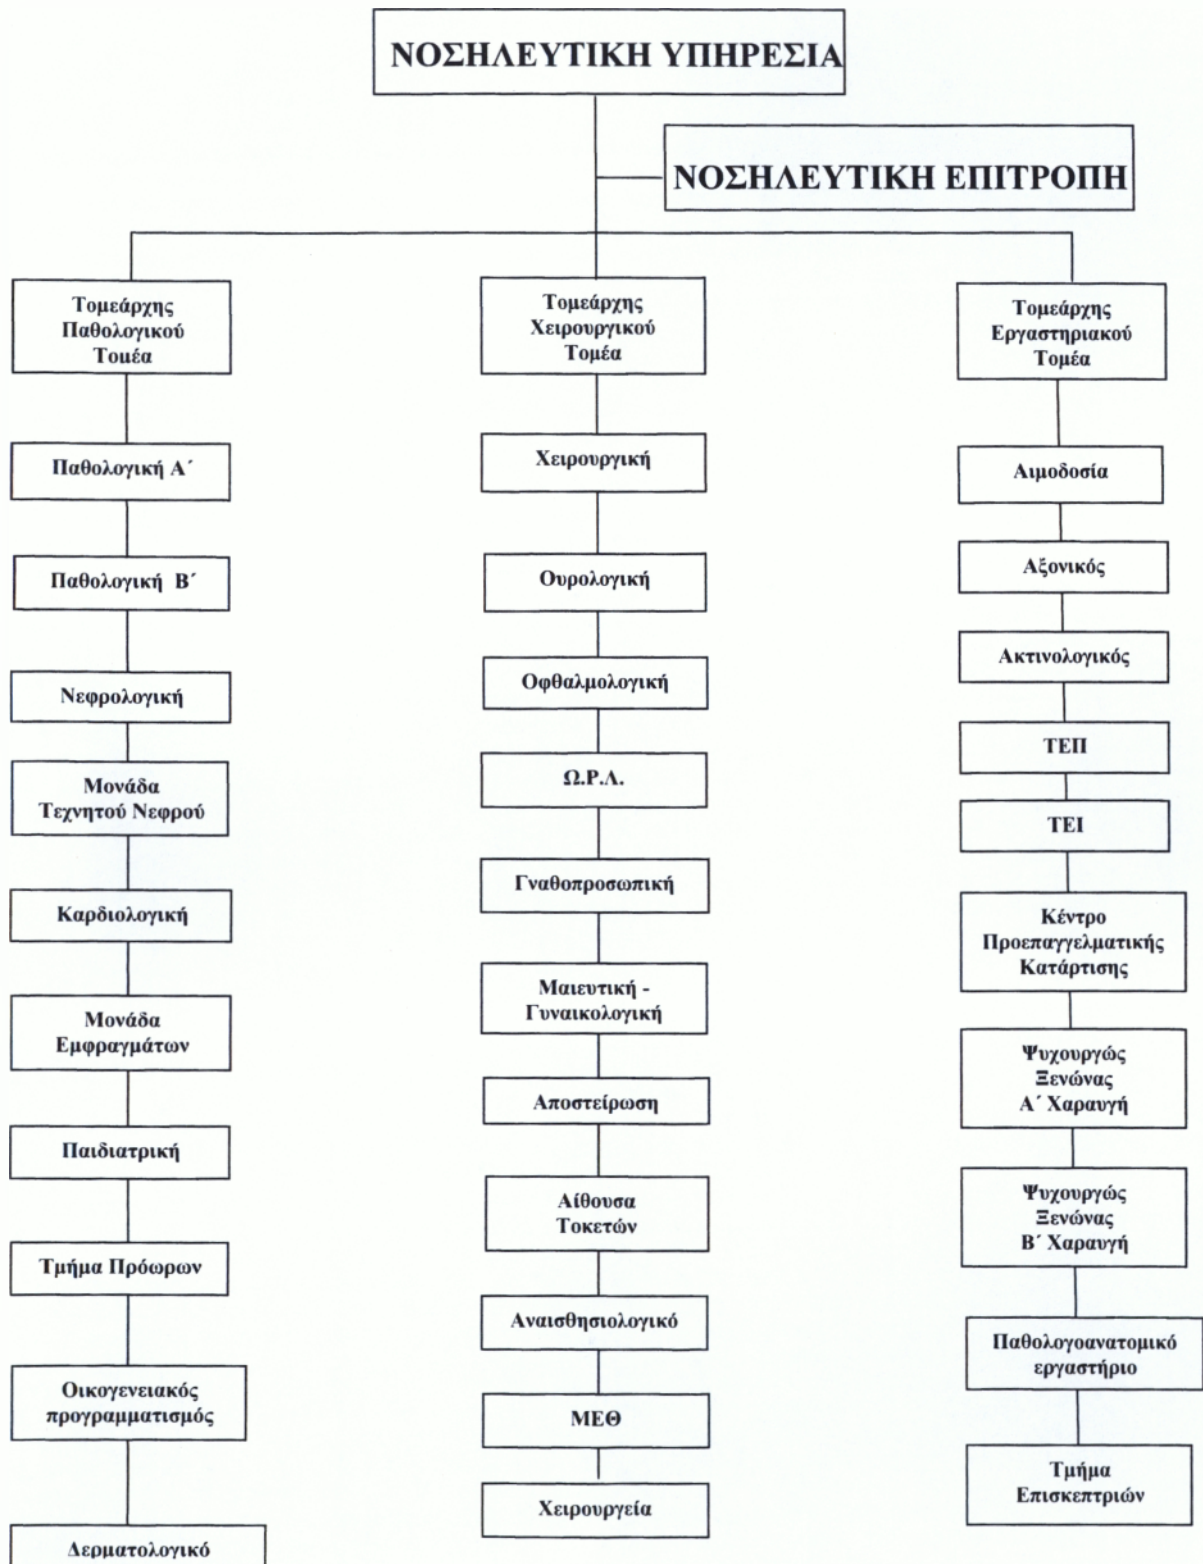 ΝΟΣΗΛΕΥΤΙΚΗ ΥΠΗΡΕΣΙΑ
ΝΟΣΗΛΕΥΤΙΚΗ ΕΠΙΤΡΟΠΗ
Τομεάρχης
Παθολογικού
Τομέα
Παθολογική Α΄
Παθολογική Β΄
Νεφρολογική
Μονάδα
Τεχνητού Νεφρού
Καρδιολογική
Μονάδα
Εμφραγμάτων
Παιδιατρική
Τμήμα Πρόωρων
Οικογενειακός
προγραμματισμός
Δερματολογικό
Τομεάρχης
Χειρουργικού
Τομέα
Χειρουργική
Ουρολογική
Οφθαλμολογική
Ω.Ρ.Λ.
Γναθοπροσωπική
Μαιευτική -
Γυναικολογική
Αποστείρωση
Αίθουσα
Τοκετών
Αναισθησιολογικό
ΜΕΘ
Χειρουργεία
Τομεάρχης
Εργαστηριακού
Τομέα
Αιμοδοσία
Αξονικός
Ακτινολογικός
ΤΕΠ
ΤΕΙ
Κέντρο
Προεπαγγελματικής
Κατάρτισης
Ψυχουργώς
Ξενώνας
Α΄ Χαραυγή
Ψυχουργώς
Ξενώνας
Β΄ Χαραυγή
Παθολογοανατομικό
εργαστήριο
Τμήμα
Επισκεπτριών